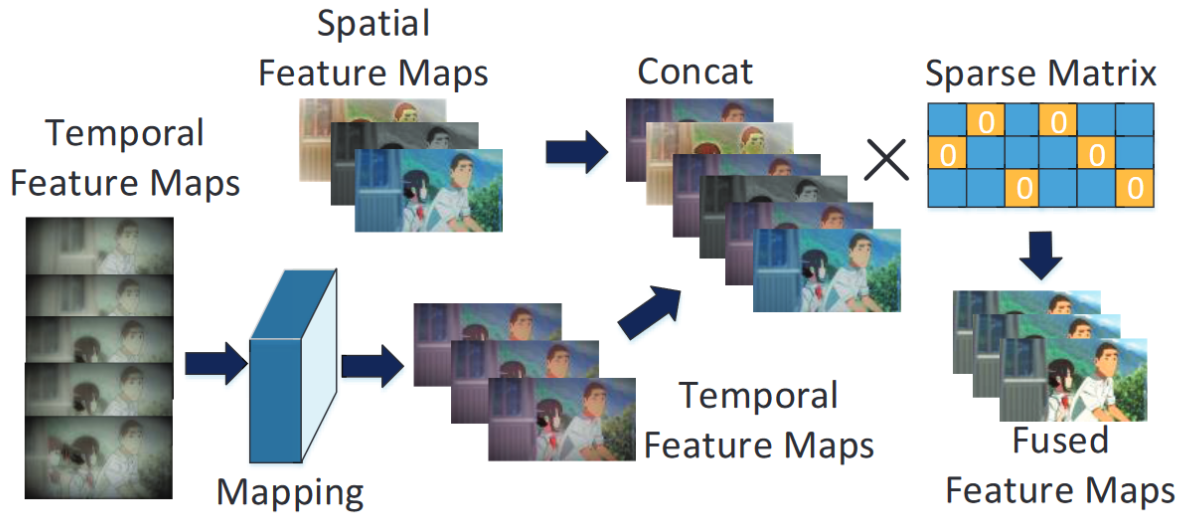 Spatial
Feature Maps
Concat
Sparse Matrix
Temporal
Feature Maps
0 0
0 0
0 0
Mapping
Temporal
Feature Maps
Fused
Feature Maps